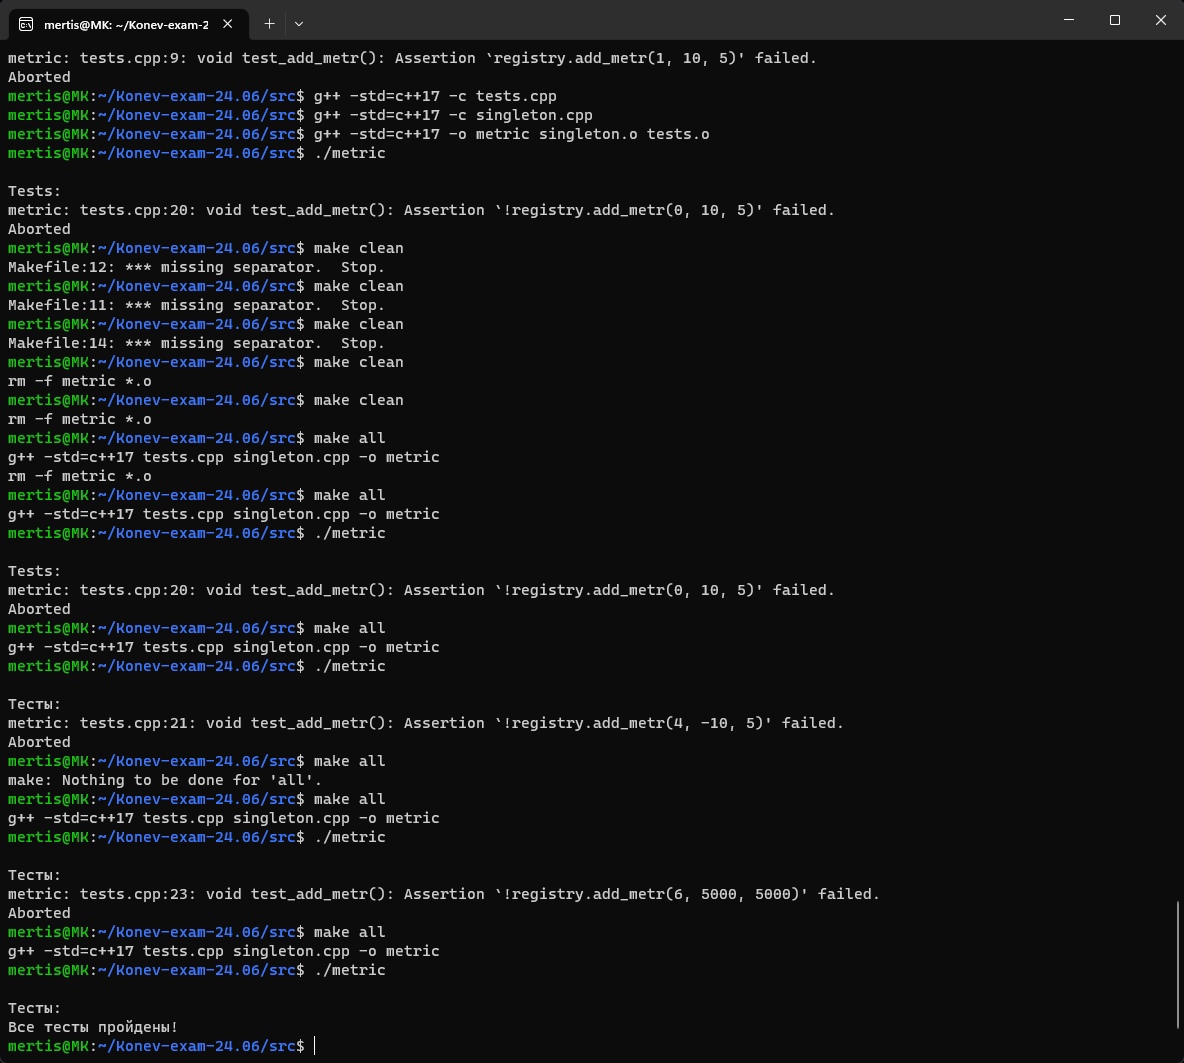 mertis@MK: ~/Konev-exam-2
metric: tests.cpp:9: void test_add_metr(): Assertion `registry.add_metr(1, 10, 5)' failed.
Aborted
mertis@MK:~/Konev-exam-24.06/src$ g++ -std=c++17 -c tests.cpp
mertis@MK:~/Konev-exam-24.06/src$ g++ -std=c++17 -c singleton.cpp
mertis@MK:~/Konev-exam-24.06/src$ g++ -std=c++17 -o metric singleton.o tests.o
mertis@MK:~/Konev-exam-24.06/src$ ./metric
Tests:
metric: tests.cpp:20: void test_add_metr(): Assertion `!registry.add_metr(0, 10, 5)' failed.
Aborted
mertis@MK:~/Konev-exam-24.06/src$ make clean
Makefile:12: *** missing separator.  Stop.
mertis@MK:~/Konev-exam-24.06/src$ make clean
Makefile:11: *** missing separator.  Stop.
mertis@MK:~/Konev-exam-24.06/src$ make clean
Makefile:14: *** missing separator.  Stop.
mertis@MK:~/Konev-exam-24.06/src$ make clean
rm -f metric *.o
mertis@MK:~/Konev-exam-24.06/src$ make clean
rm -f metric *.o
mertis@MK:~/Konev-exam-24.06/src$ make all
g++ -std=c++17 tests.cpp singleton.cpp -o metric
rm -f metric *.o
mertis@MK:~/Konev-exam-24.06/src$ make all
g++ -std=c++17 tests.cpp singleton.cpp -o metric
mertis@MK:~/Konev-exam-24.06/src$ ./metric
Tests:
metric: tests.cpp:20: void test_add_metr(): Assertion `!registry.add_metr(0, 10, 5)' failed.
Aborted
mertis@MK:~/Konev-exam-24.06/src$ make all
g++ -std=c++17 tests.cpp singleton.cpp -o metric
mertis@MK:~/Konev-exam-24.06/src$ ./metric
Тесты:
metric: tests.cpp:21: void test_add_metr(): Assertion `!registry.add_metr(4, -10, 5)' failed.
Aborted
mertis@MK:~/Konev-exam-24.06/src$ make all
make: Nothing to be done for 'all'.
mertis@MK:~/Konev-exam-24.06/src$ make all
g++ -std=c++17 tests.cpp singleton.cpp -o metric
mertis@MK:~/Konev-exam-24.06/src$ ./metric
Тесты:
metric: tests.cpp:23: void test_add_metr(): Assertion `!registry.add_metr(6, 5000, 5000)' failed.
Aborted
mertis@MK:~/Konev-exam-24.06/src$ make all
g++ -std=c++17 tests.cpp singleton.cpp -o metric
mertis@MK:~/Konev-exam-24.06/src$ ./metric
Тесты:
Все тесты пройдены!
mertis@MK:~/Konev-exam-24.06/src$